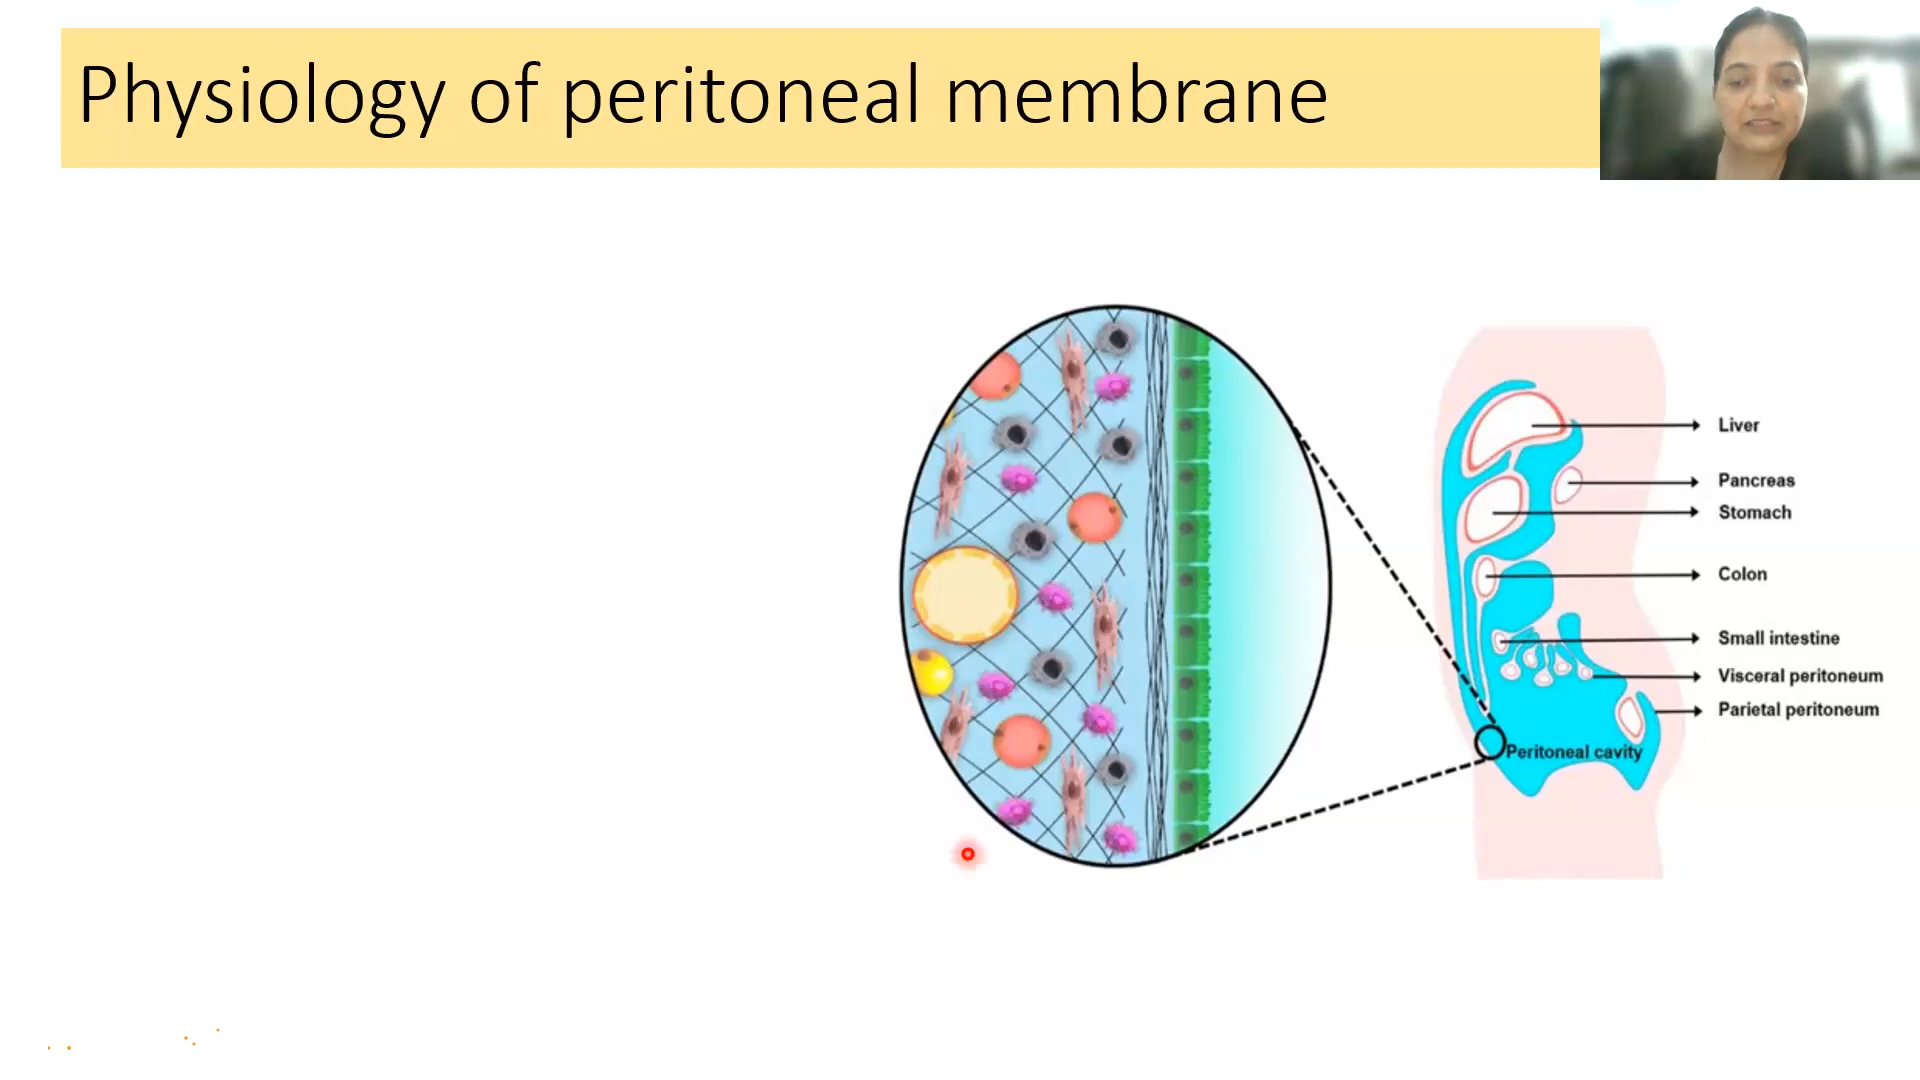 Physiology of peritoneal membrane
Liver
Pancreas
Stomach
Colon
Small intestine
Visceral peritoneum
Parietal peritoneum
Peritoneal cavity